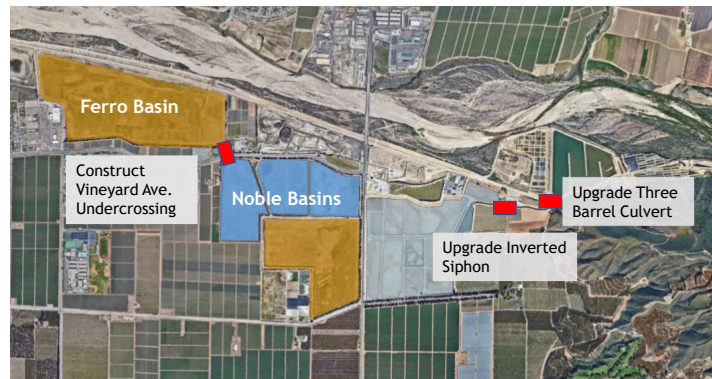 Ferro Basin
Construct
Vineyard Ave.
Undercrossing
Noble Basins
Upgrade Three
Barrel Culvert
Upgrade Inverted
Siphon